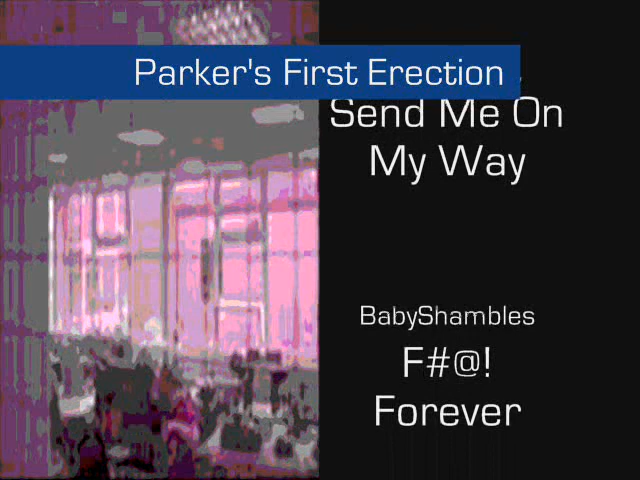 Parker's First Erection
Send Me On
My Way
BabyShambles
F#@!
Forever